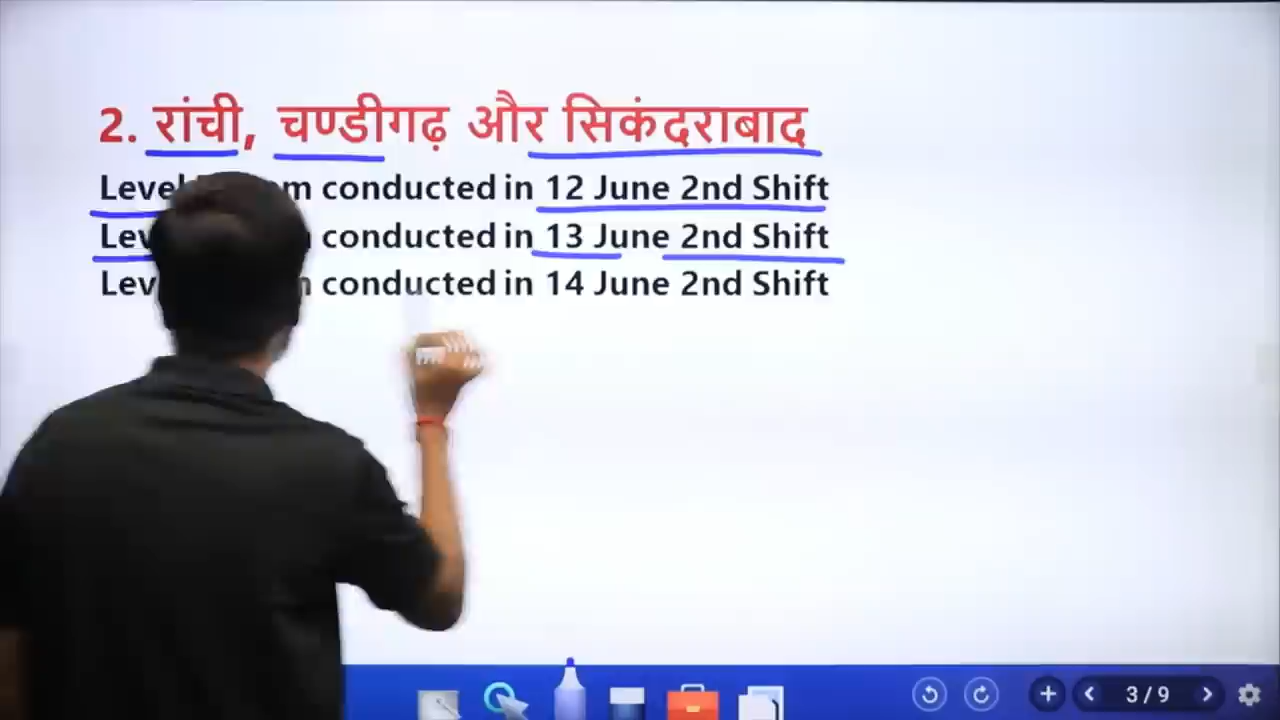 2. रांची, चण्डीगढ़ और सिकंदराबाद
Level conducted in 12 June 2nd Shift
conducted in 13 June 2nd Shift
conducted in 14 June 2nd Shift
3 / 9